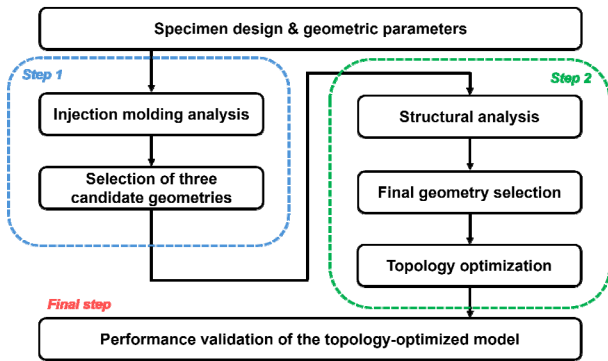 Specimen design & geometric parameters
Step 1
Injection molding analysis
Selection of three
candidate geometries
Step 2
Structural analysis
Final geometry selection
Topology optimization
Final step
Performance validation of the topology-optimized model